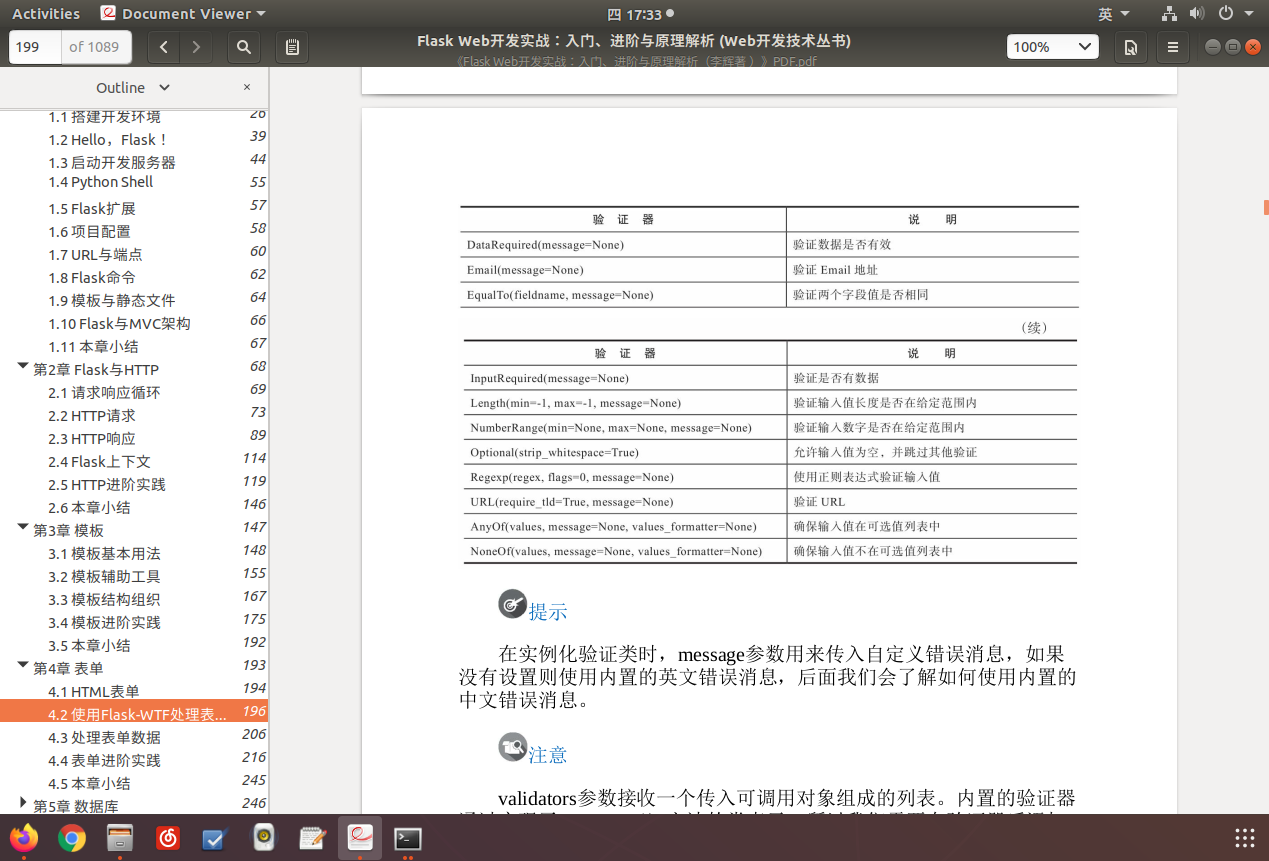 Activities
Document Viewer
四 17:33
英
199
of 1089
Flask Web开发实战：入门、进阶与原理解析 (Web开发技术丛书)
《Flask Web开发实战：入门、进阶与原理解析（李辉著）》PDF.pdf
100%
Outline
1.1 搭建开发环境 26
1.2 Hello，Flask！ 39
1.3 启动开发服务器 44
1.4 Python Shell 55
1.5 Flask扩展 57
1.6 项目配置 58
1.7 URL与端点 60
1.8 Flask命令 62
1.9 模板与静态文件 64
1.10 Flask与MVC架构 66
1.11 本章小结 67
第2章 Flask与HTTP 68
2.1 请求响应循环 69
2.2 HTTP请求 73
2.3 HTTP响应 89
2.4 Flask上下文 114
2.5 HTTP进阶实践 119
2.6 本章小结 146
第3章 模板 147
3.1 模板基本用法 148
3.2 模板辅助工具 155
3.3 模板结构组织 167
3.4 模板进阶实践 175
3.5 本章小结 192
第4章 表单 193
4.1 HTML表单 194
4.2 使用Flask-WTF处理表... 196
4.3 处理表单数据 206
4.4 表单进阶实践 216
4.5 本章小结 245
第5章 数据库 246
验 证 器 说 明
DataRequired(message=None) 验证数据是否有效
Email(message=None) 验证 Email 地址
EqualTo(fieldname, message=None) 验证两个字段值是否相同
（续）
验 证 器 说 明
InputRequired(message=None) 验证是否有数据
Length(min=-1, max=-1, message=None) 验证输入值长度是否在给定范围内
NumberRange(min=None, max=None, message=None) 验证输入数字是否在给定范围内
Optional(strip_whitespace=True) 允许输入值为空，并跳过其他验证
Regexp(regex, flags=0, message=None) 使用正则表达式验证输入值
URL(require_tld=True, message=None) 验证 URL
AnyOf(values, message=None, values_formatter=None) 确保输入值在可选值列表中
NoneOf(values, message=None, values_formatter=None) 确保输入值不在可选值列表中
提示
在实例化验证类时，message参数用来传入自定义错误消息，如果
没有设置则使用内置的英文错误消息，后面我们会了解如何使用内置的
中文错误消息。
注意
validators参数接收一个传入可调用对象组成的列表。内置的验证器